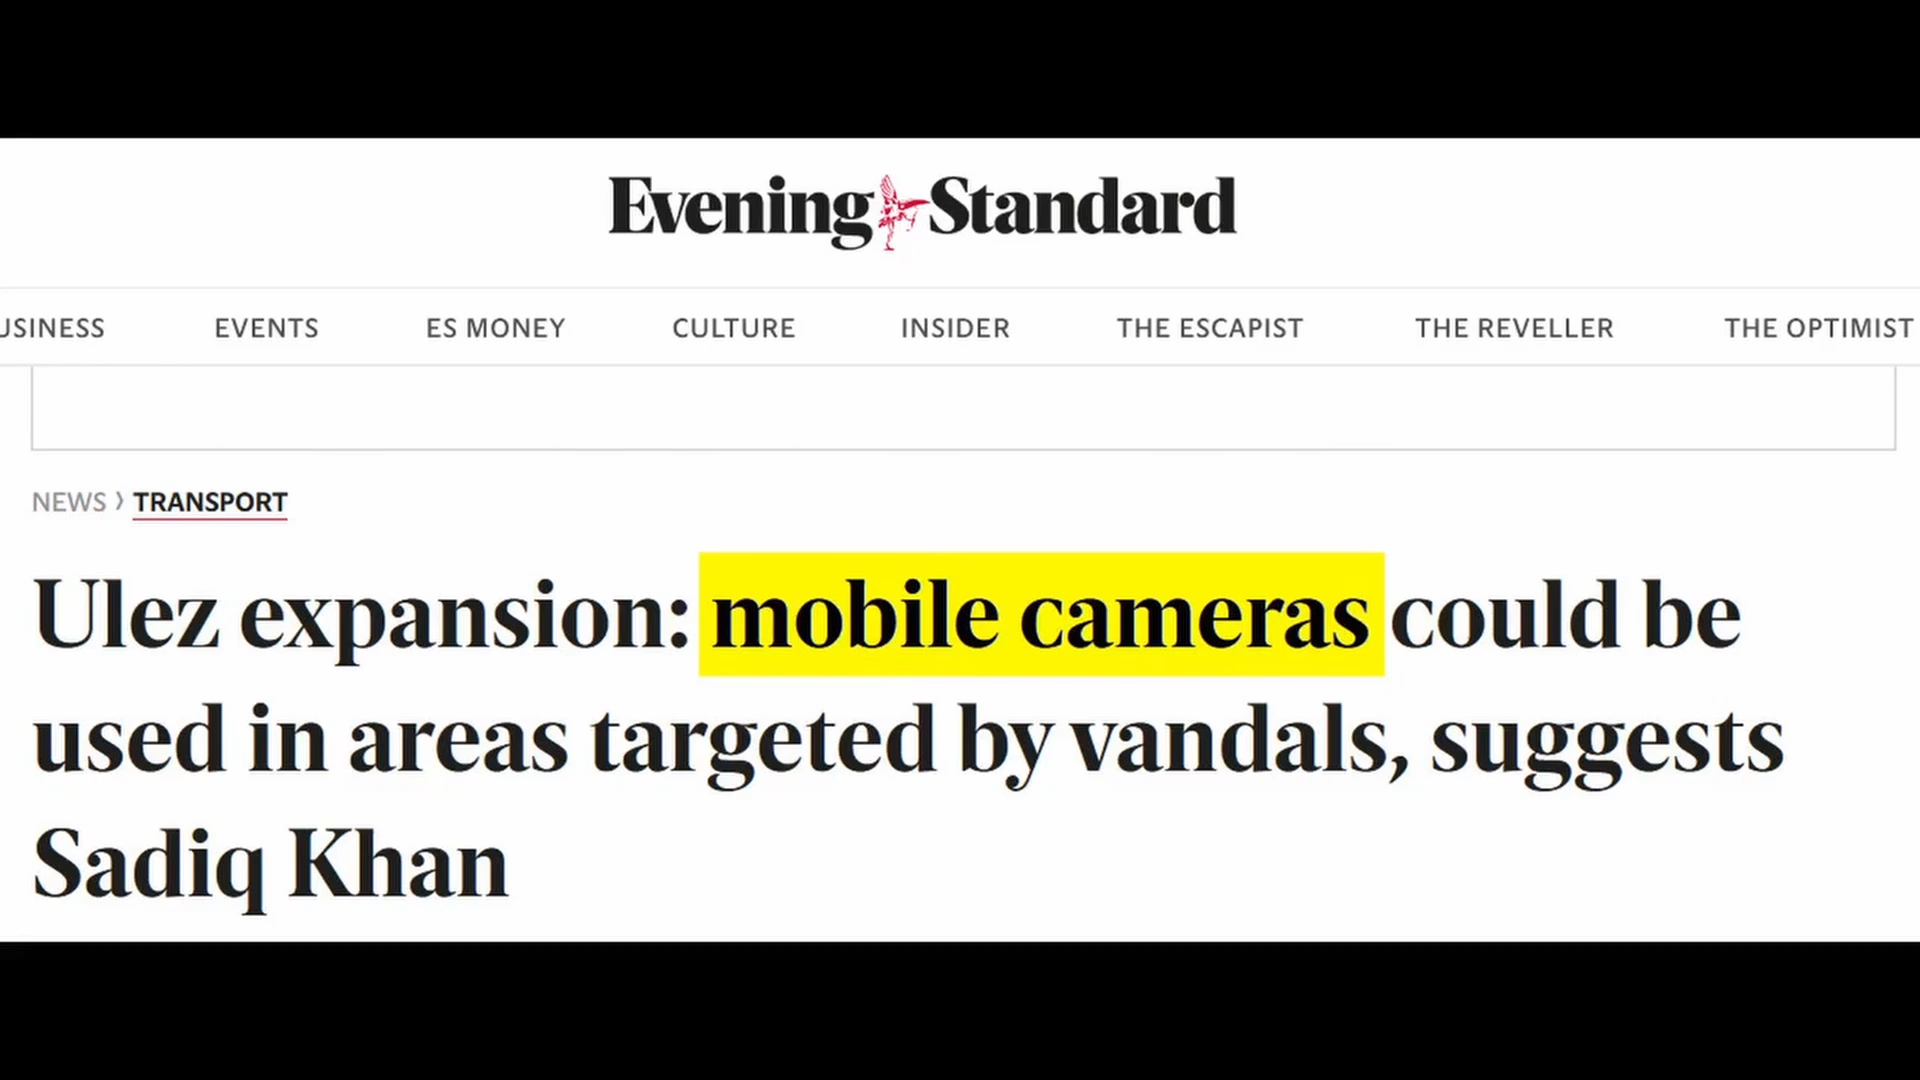 Evening Standard
USINESS EVENTS ES MONEY CULTURE INSIDER THE ESCAPIST THE REVELLER THE OPTIMIST
NEWS › TRANSPORT
Ulez expansion: mobile cameras could be
used in areas targeted by vandals, suggests
Sadiq Khan